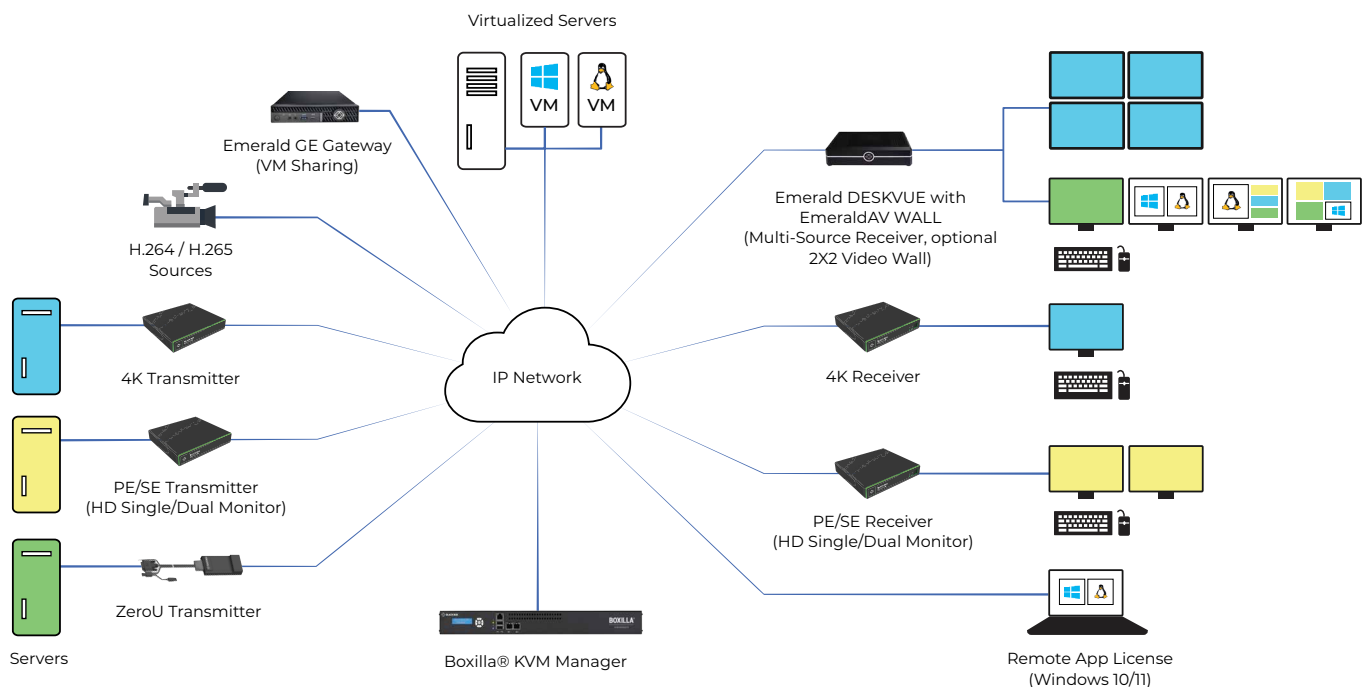 Virtualized Servers
VM
VM
Emerald GE Gateway
(VM Sharing)
H.264 / H.265
Sources
Emerald DESKVUE with
EmeraldAV WALL
(Multi-Source Receiver, optional
2X2 Video Wall)
IP Network
4K Transmitter
4K Receiver
PE/SE Transmitter
(HD Single/Dual Monitor)
PE/SE Receiver
(HD Single/Dual Monitor)
ZeroU Transmitter
BOXILLA
Servers
Boxilla® KVM Manager
Remote App License
(Windows 10/11)